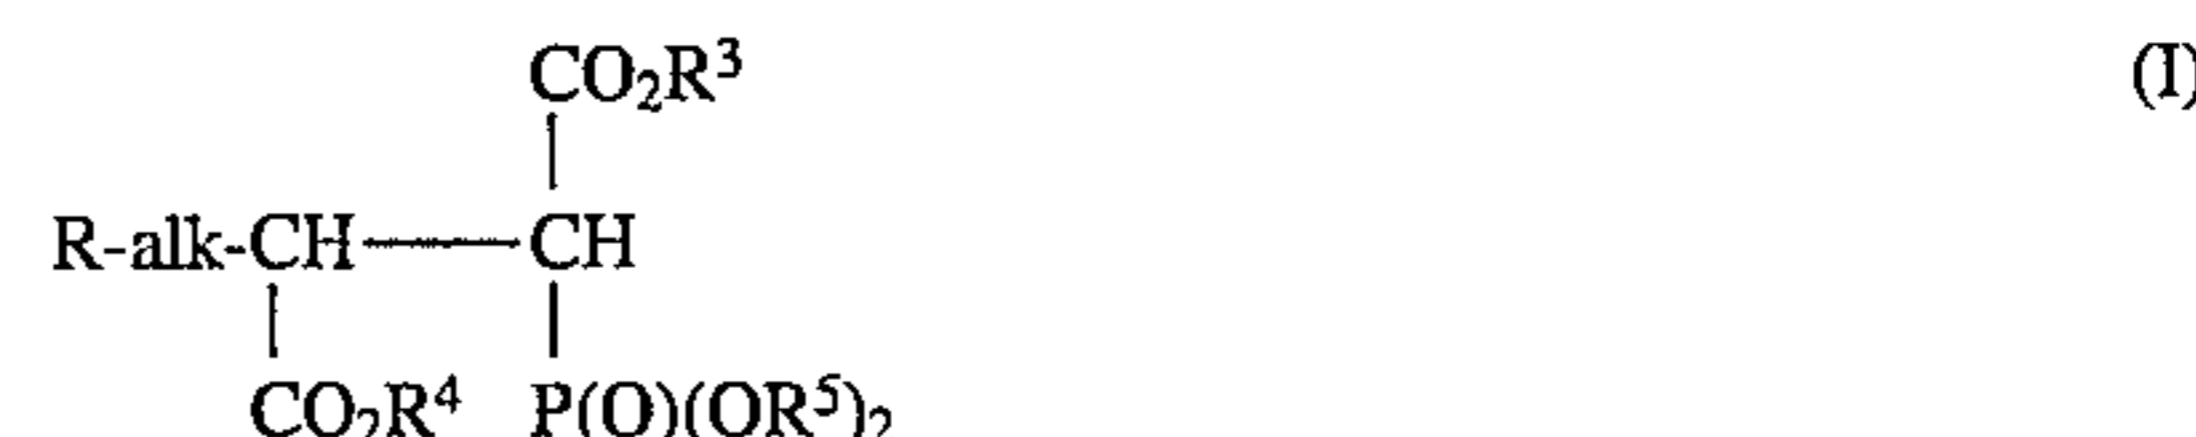 CO₂R³ (I)
R-alk-CH CH
CO₂R⁴ P(O)(OR⁵)₂